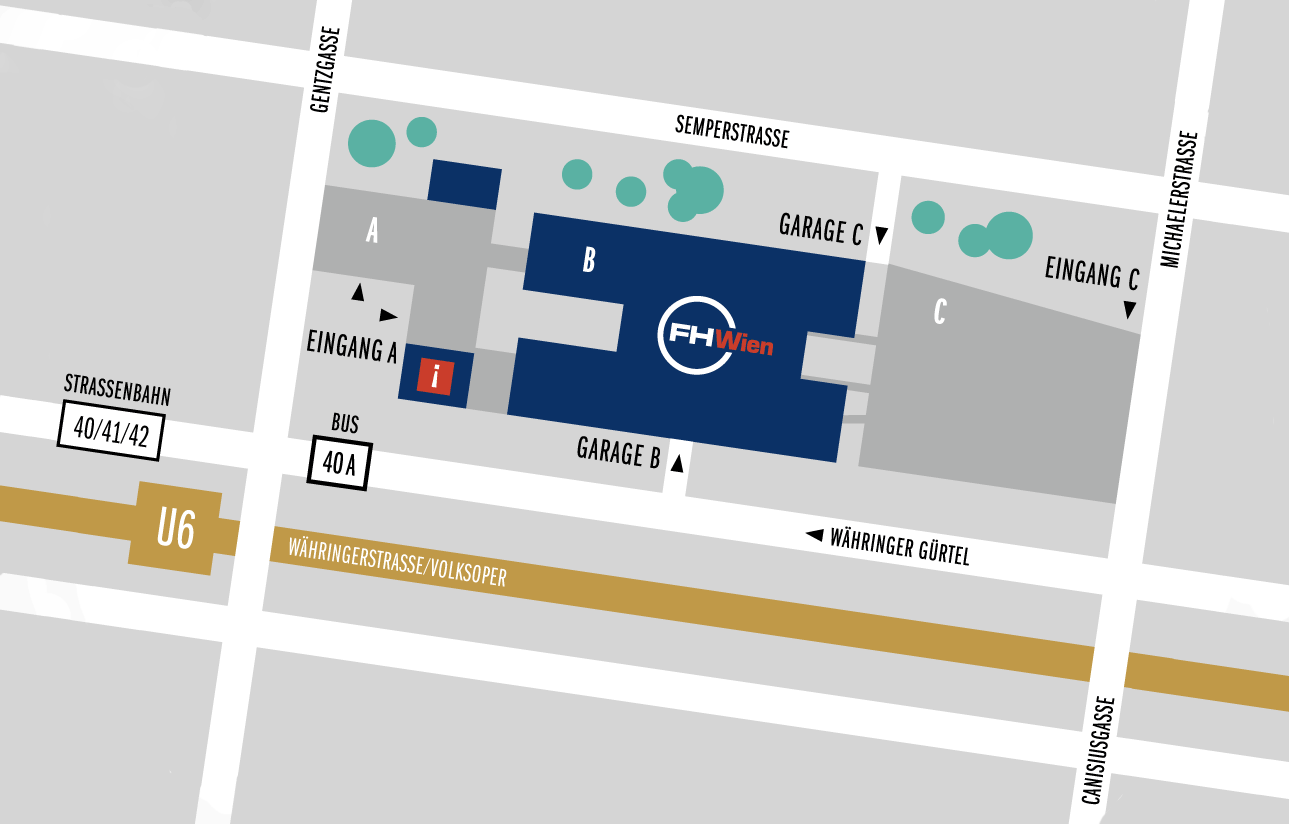 GENTZGASSE
SEMPERSTRASSE
MICHAELERSTRASSE
A
B
GARAGE C
EINGANG C
C
FHWien
EINGANG A
i
STRASSENBAHN
40/41/42
BUS
40A
GARAGE B
U6
WÄHRINGERSTRASSE/VOLKSOPER
WÄHRINGER GÜRTEL
CANISIUSGASSE